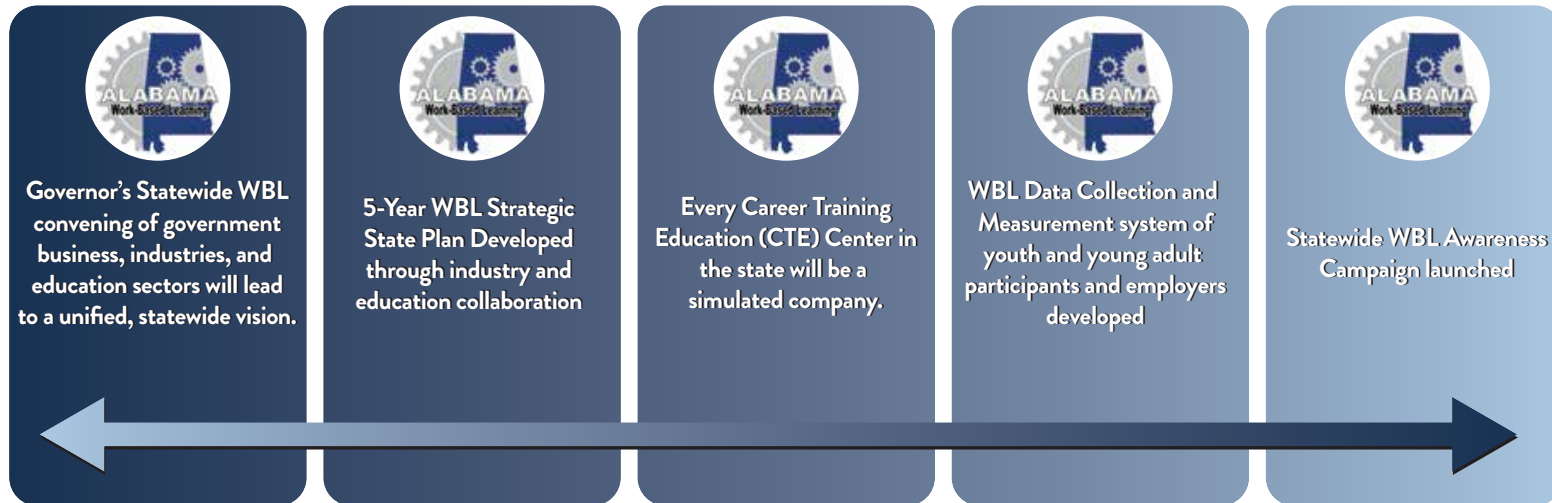 ALABAMA
Work-Based Learning
Governor's Statewide WBL
convening of government
business, industries, and
education sectors will lead
to a unified, statewide vision.
ALABAMA
Work-Based Learning
5-Year WBL Strategic
State Plan Developed
through industry and
education collaboration
ALABAMA
Work-Based Learning
Every Career Training
Education (CTE) Center in
the state will be a
simulated company.
ALABAMA
Work-Based Learning
WBL Data Collection and
Measurement system of
youth and young adult
participants and employers
developed
ALABAMA
Work-Based Learning
Statewide WBL Awareness
Campaign launched